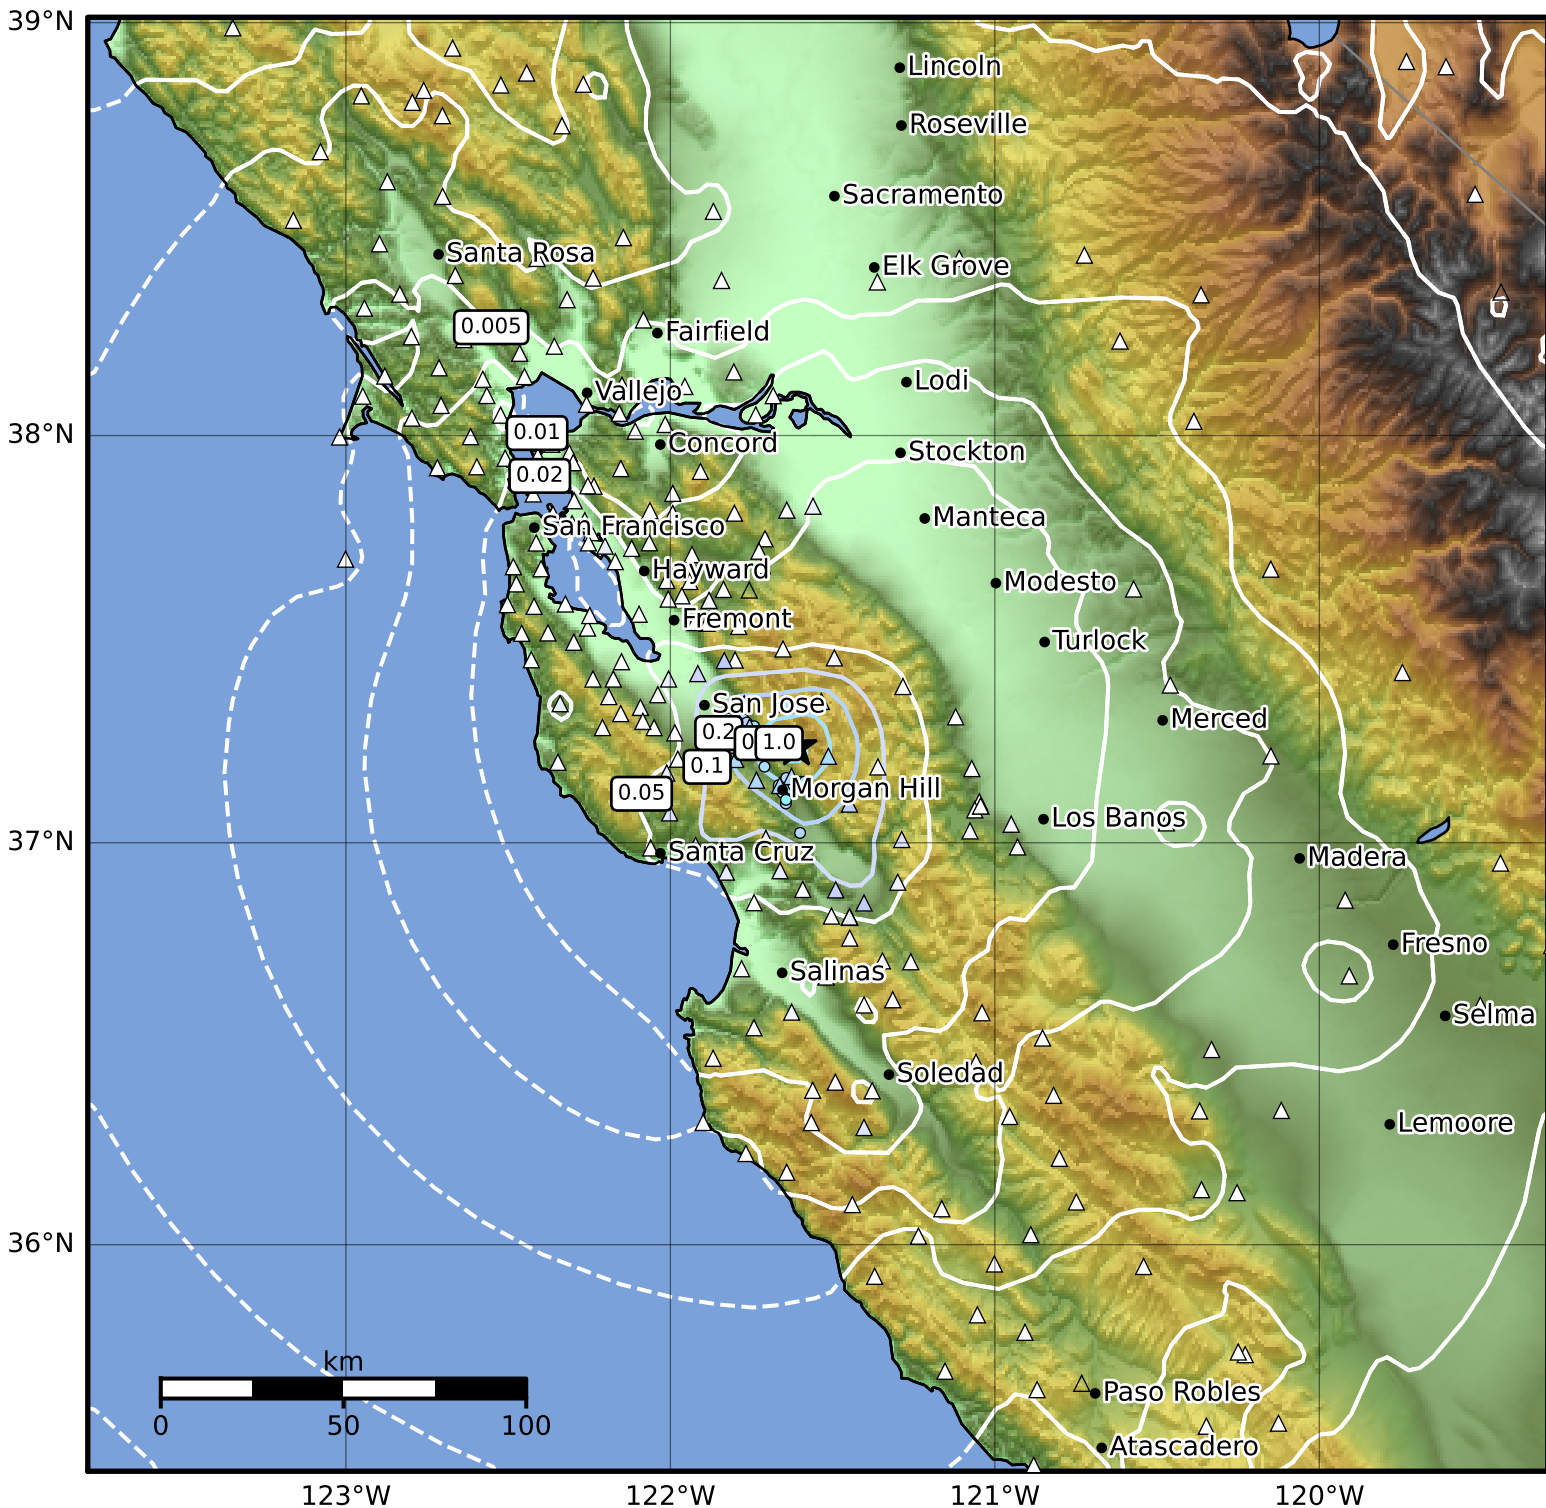 39°N
Lincoln
Roseville
Sacramento
Santa Rosa
Elk Grove
0.005
Fairfield
Lodi
Vallejo
38°N
0.01
Concord
Stockton
0.02
San Francisco
Manteca
Hayward
Modesto
Fremont
Turlock
San Jose
Merced
0.2
1.0
0.1
Morgan Hill
0.05
Los Banos
37°N
Santa Cruz
Madera
Fresno
Salinas
Selma
Soledad
Lemoore
36°N
km
0 50 100
Paso Robles
Atascadero
123°W 122°W 121°W 120°W